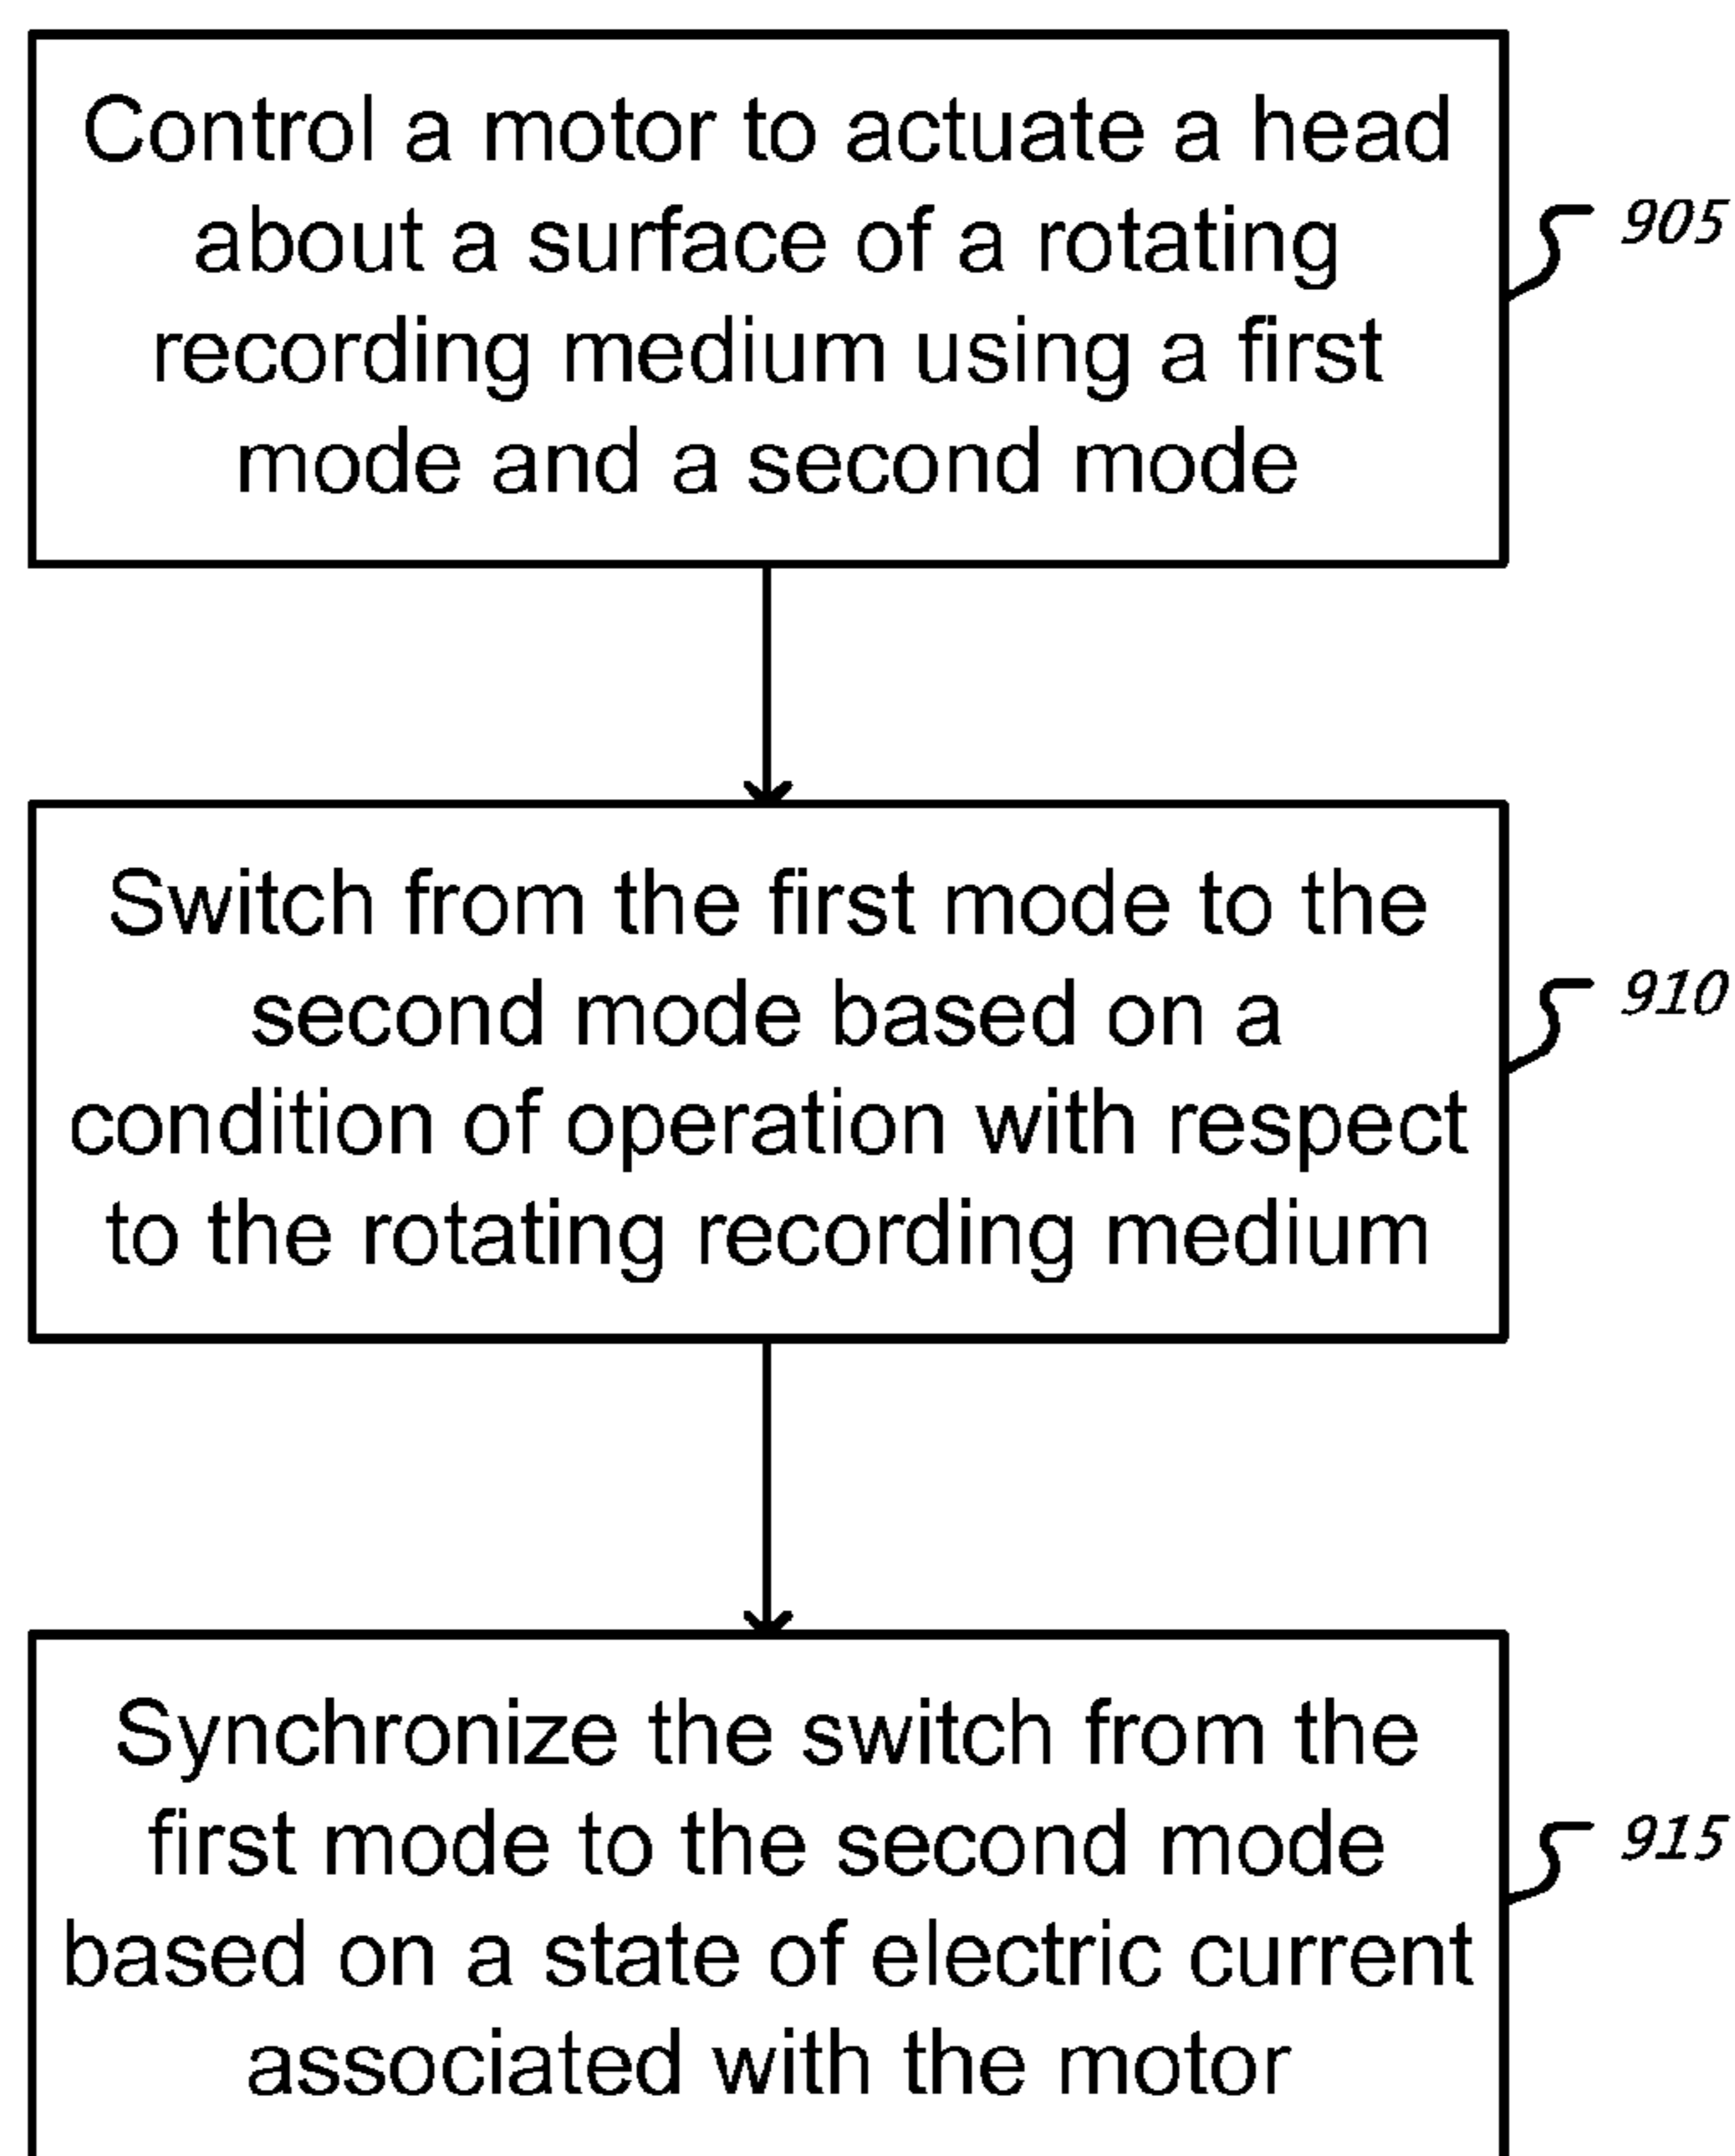 Control a motor to actuate a head
about a surface of a rotating
recording medium using a first
mode and a second mode
905
Switch from the first mode to the
second mode based on a
condition of operation with respect
to the rotating recording medium
910
Synchronize the switch from the
first mode to the second mode
based on a state of electric current
associated with the motor
915